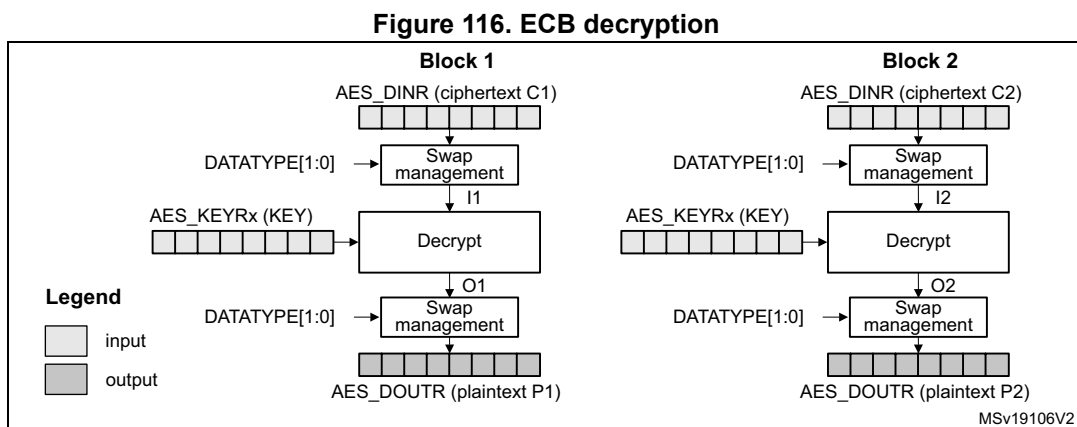 Figure 116. ECB decryption
Block 1
AES_DINR (ciphertext C1)
DATATYPE[1:0]
Swap
management
I1
AES_KEYRx (KEY)
Decrypt
O1
DATATYPE[1:0]
Swap
management
AES_DOUTR (plaintext P1)
Block 2
AES_DINR (ciphertext C2)
DATATYPE[1:0]
Swap
management
I2
AES_KEYRx (KEY)
Decrypt
O2
DATATYPE[1:0]
Swap
management
AES_DOUTR (plaintext P2)
Legend
input
output
MSv19106V2